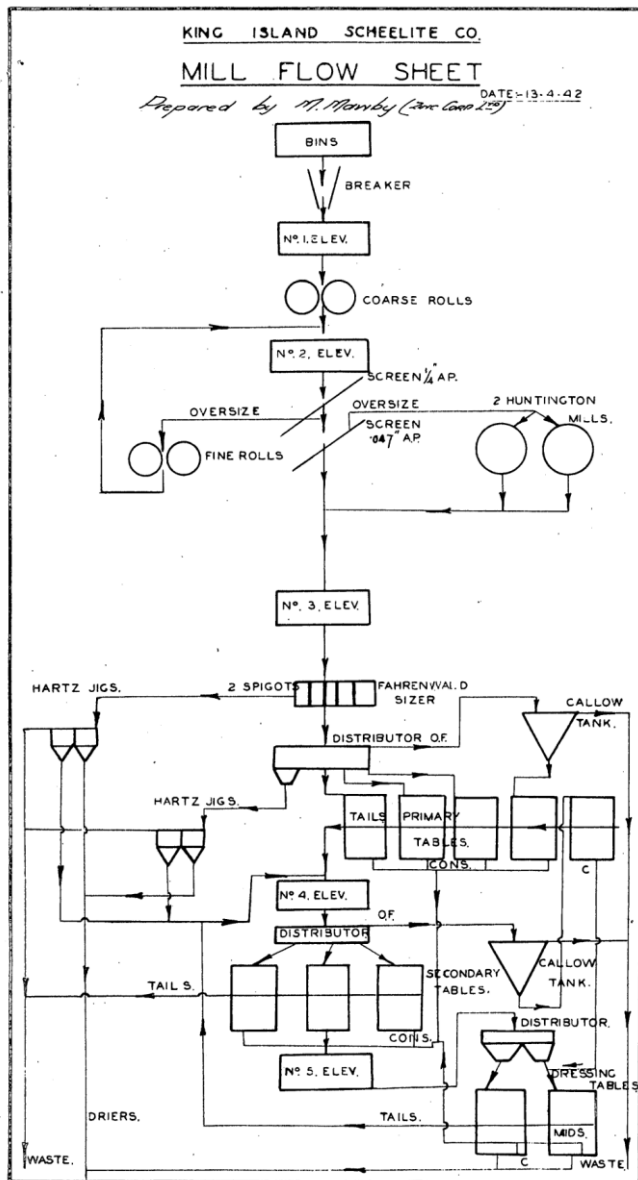 KING ISLAND SCHEELITE CO.
MILL FLOW SHEET
DATE:-13-4-42
Prepared by M. Mawby (Zinc Corp Ltd)
BINS
BREAKER
No. 1. ELEV.
COARSE ROLLS
No. 2, ELEV.
SCREEN 1/4" AP.
OVERSIZE
OVERSIZE
2 HUNTINGTON
MILLS.
SCREEN
.047" A.P.
FINE ROLLS
No. 3, ELEV.
HARTZ JIGS.
2 SPIGOTS
FAHRENWALD
SIZER
CALLOW
TANK.
DISTRIBUTOR O.F.
HARTZ JIGS.
TAILS
PRIMARY
TABLES.
CONS.
C
No. 4, ELEV.
O.F.
DISTRIBUTOR
SECONDARY
TABLES.
CALLOW
TANK.
TAILS.
CONS.
DISTRIBUTOR.
No. 5, ELEV.
DRESSING
TABLES
DRIERS.
TAILS.
MIDS.
WASTE.
C
WASTE